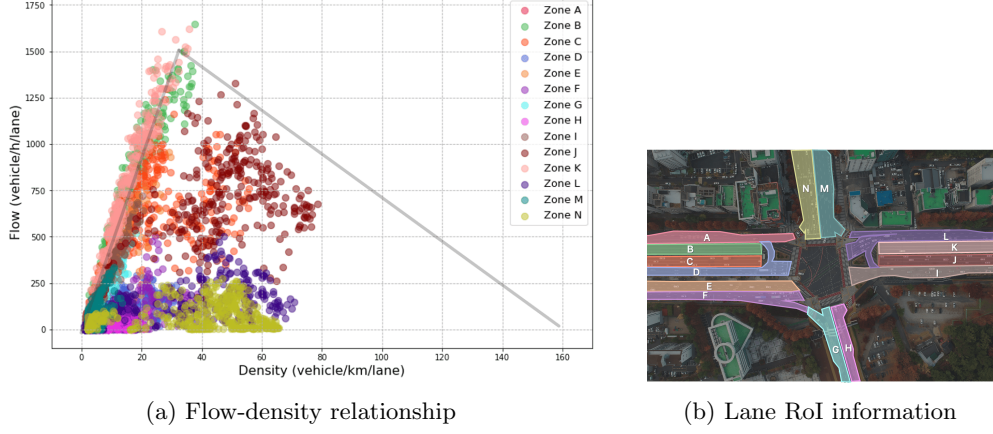 1750
1500
1250
1000
750
500
250
0
Flow (vehicle/h/lane)
0 20 40 60 80 100 120 140 160
Density (vehicle/km/lane)
Zone A
Zone B
Zone C
Zone D
Zone E
Zone F
Zone G
Zone H
Zone I
Zone J
Zone K
Zone L
Zone M
Zone N
(a) Flow-density relationship
N M
A L
B K
C J
D I
E
F
G H
(b) Lane RoI information